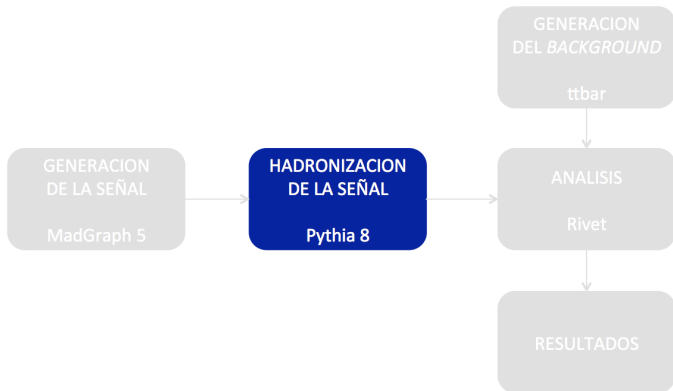 GENERACION
DEL BACKGROUND
ttbar
GENERACION
DE LA SEÑAL
MadGraph 5
HADRONIZACION
DE LA SEÑAL
Pythia 8
ANALISIS
Rivet
RESULTADOS